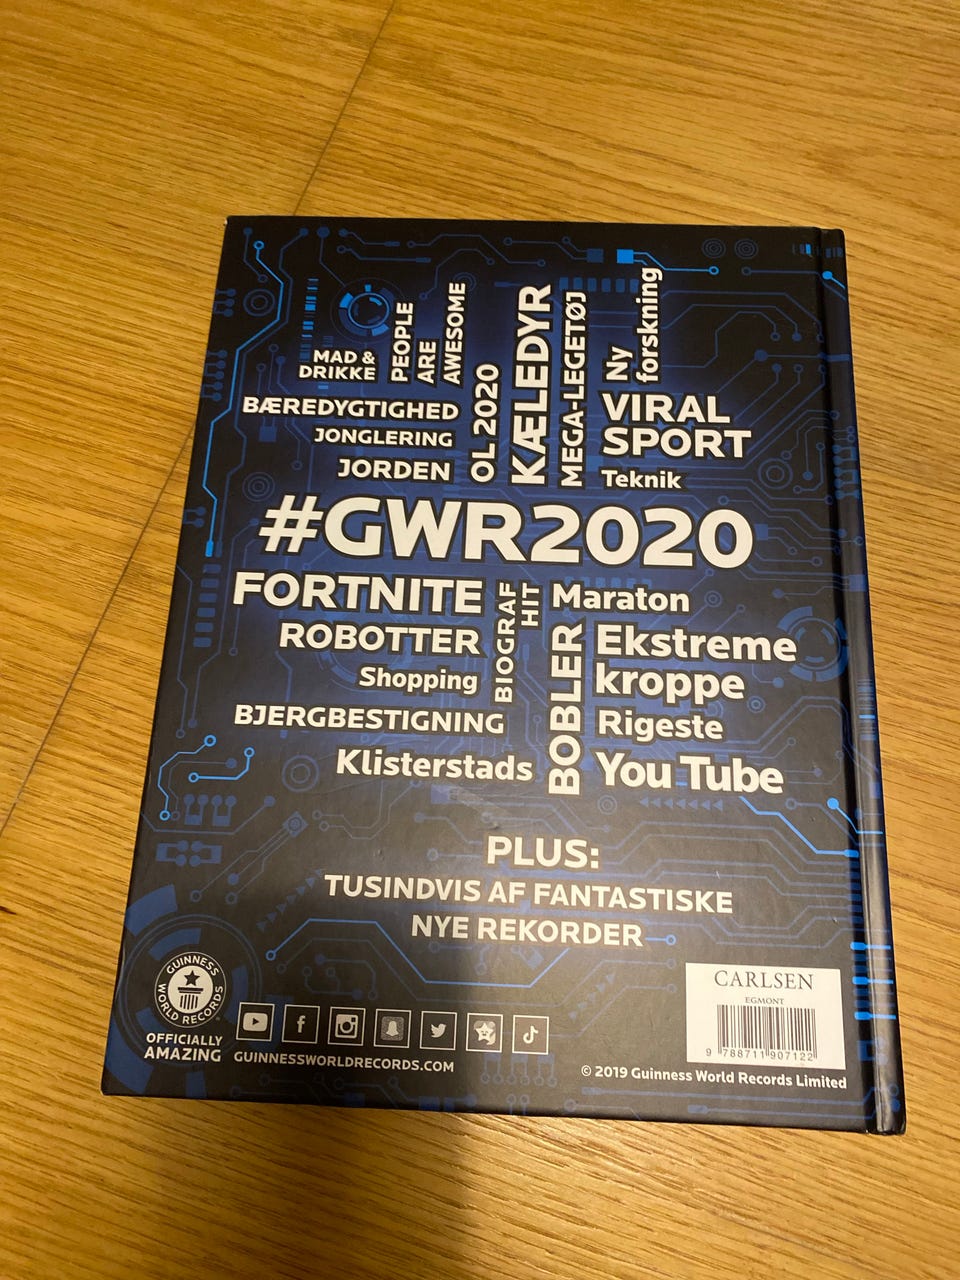 MAD &
DRIKKE
PEOPLE
ARE
AWESOME
BÆREDYGTIGHED
JONGLERING
JORDEN
OL 2020
KÆLEDYR
MEGA-LEGETØJ
Ny
forskning
VIRAL
SPORT
Teknik
#GWR2020
FORTNITE
ROBOTTER
Shopping
BIOGRAF
HIT
Maraton
BOBLER
Ekstreme
kroppe
Rigeste
YouTube
BJERGBESTIGNING
Klisterstads
PLUS:
TUSINDVIS AF FANTASTISKE
NYE REKORDER
GUINNESS
WORLD RECORDS
OFFICIALLY
AMAZING
GUINNESSWORLDRECORDS.COM
CARLSEN
EGMONT
9 788711 907122
© 2019 Guinness World Records Limited